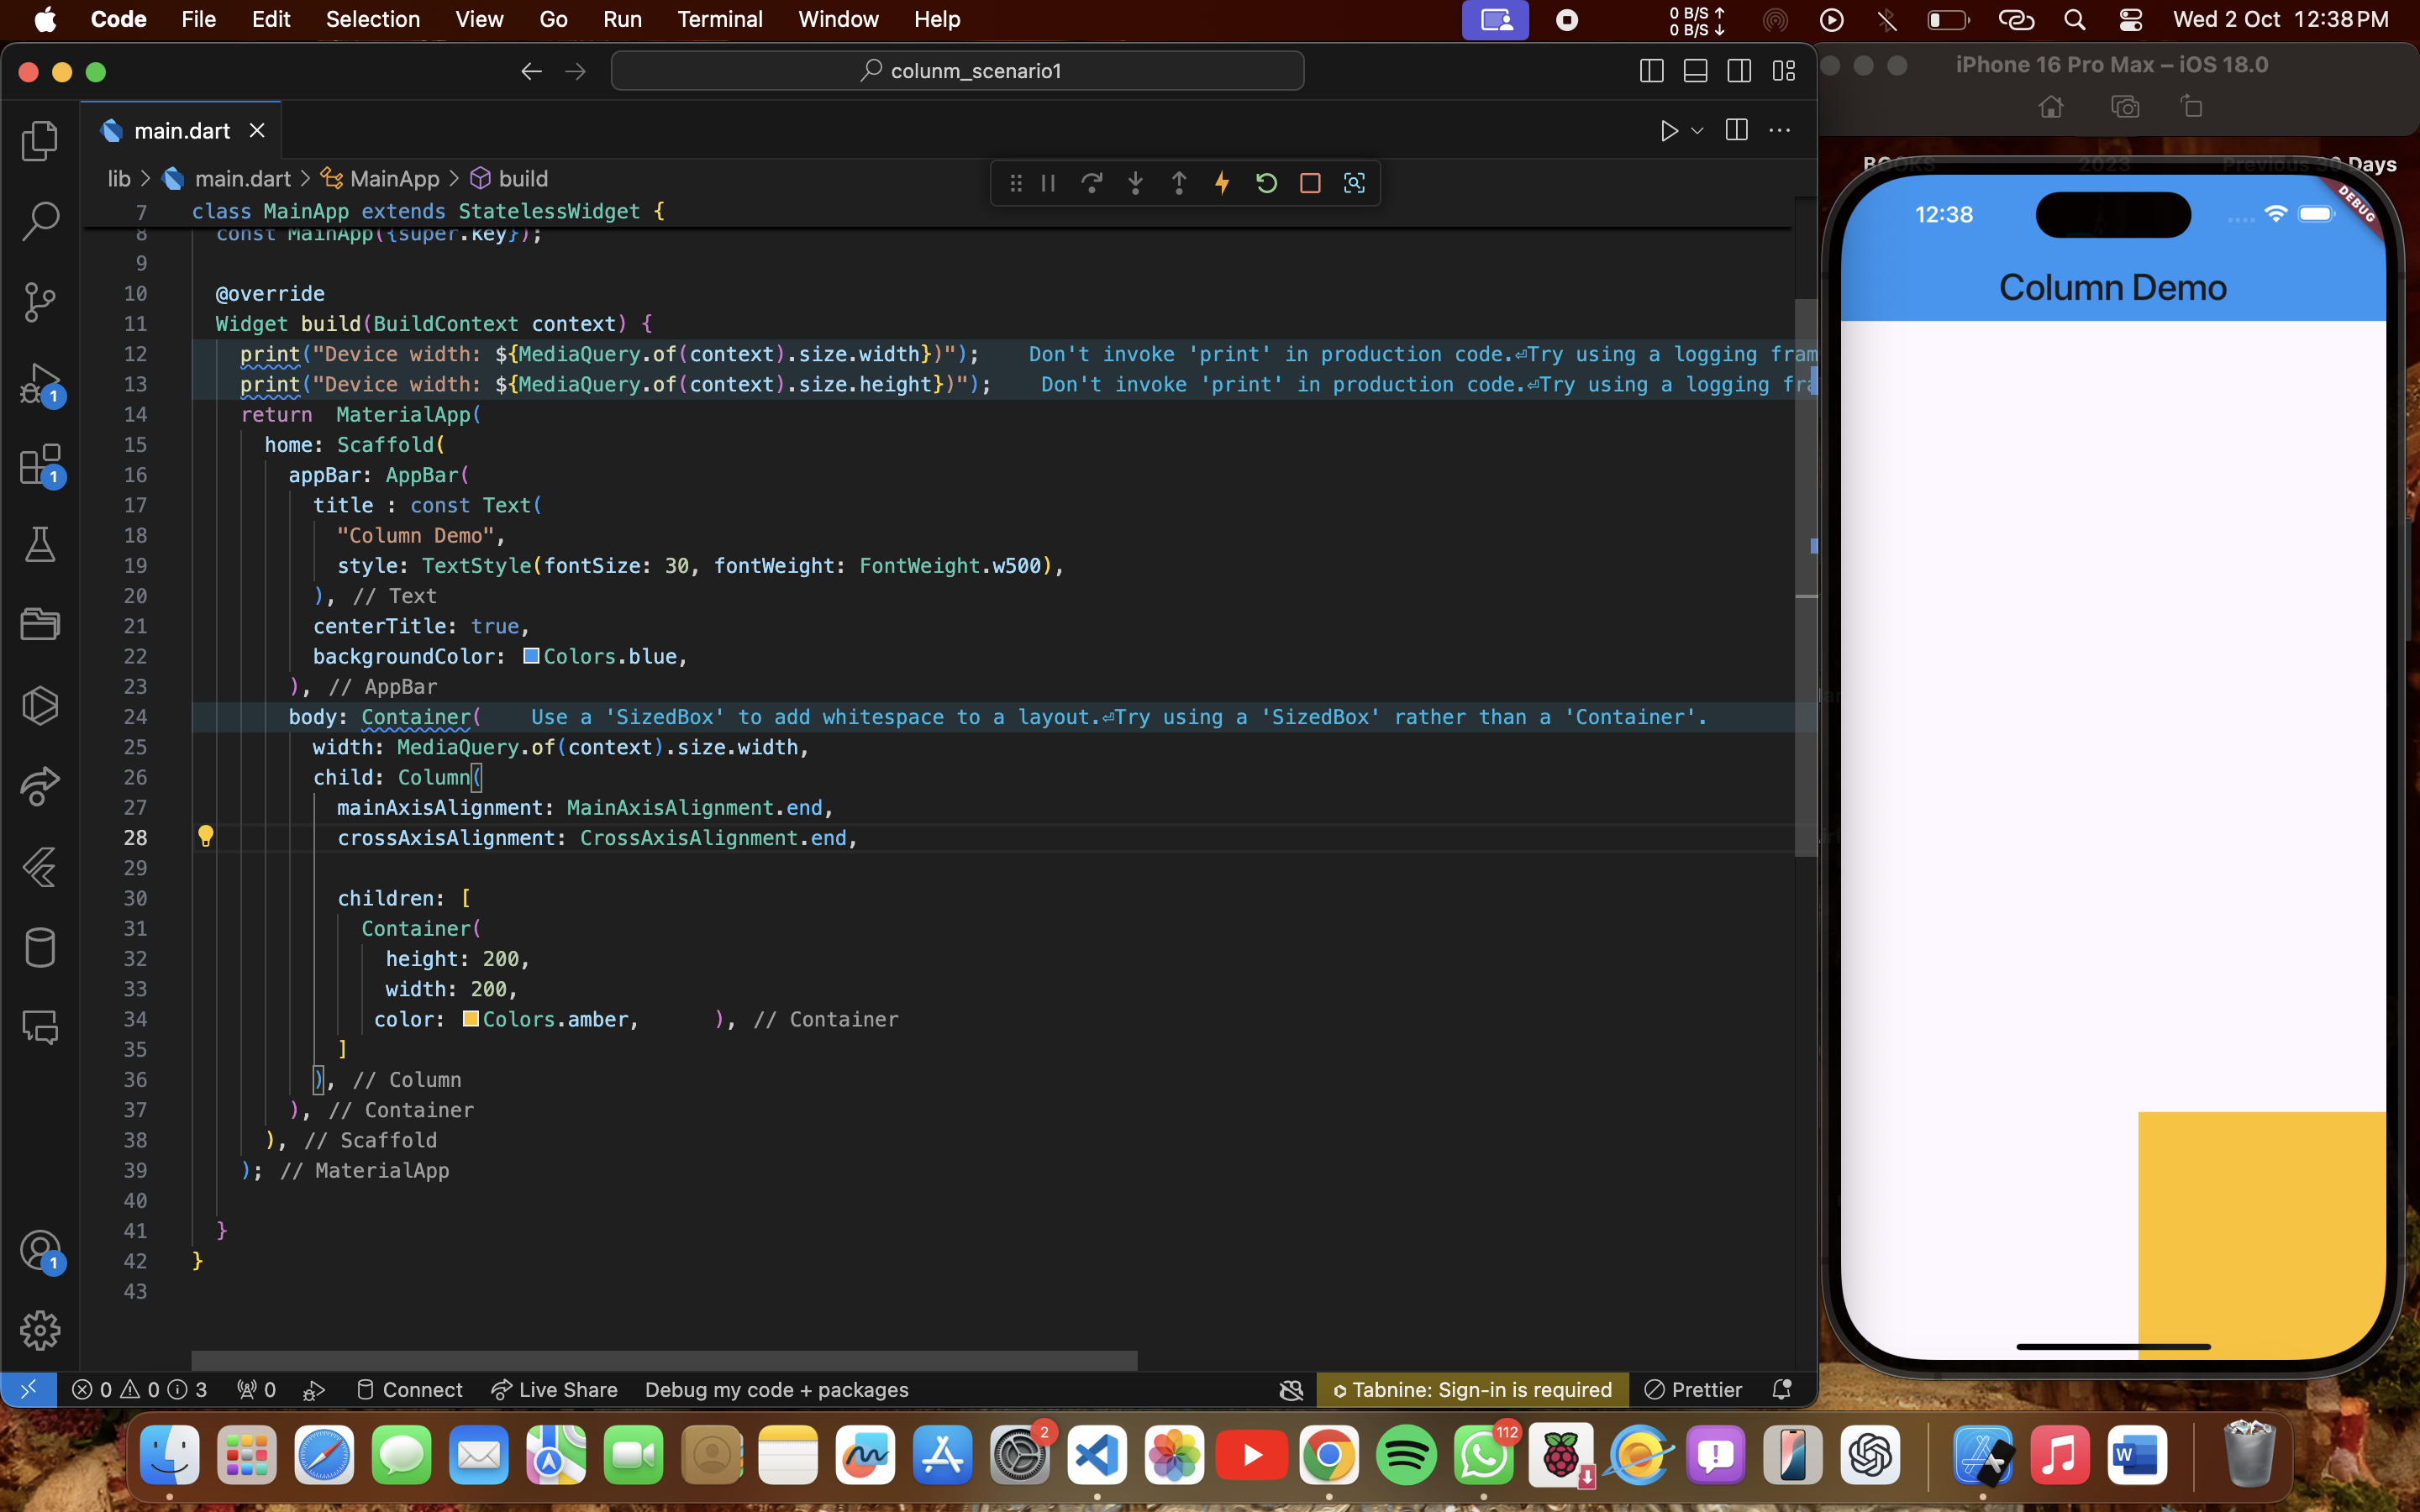 Code File Edit Selection View Go Run Terminal Window Help
0 B/S ↑
0 B/S ↓
Wed 2 Oct 12:38 PM
colunm_scenario1
iPhone 16 Pro Max – iOS 18.0
main.dart
lib > main.dart > MainApp > build
BOOKS 2023 Previous 30 Days
7 class MainApp extends StatelessWidget {
8 const MainApp({super.key});
9
10 @override
11 Widget build(BuildContext context) {
12 print("Device width: ${MediaQuery.of(context).size.width})"); Don't invoke 'print' in production code.⏎Try using a logging fram
13 print("Device width: ${MediaQuery.of(context).size.height})"); Don't invoke 'print' in production code.⏎Try using a logging fra
14 return MaterialApp(
15 home: Scaffold(
16 appBar: AppBar(
17 title : const Text(
18 "Column Demo",
19 style: TextStyle(fontSize: 30, fontWeight: FontWeight.w500),
20 ), // Text
21 centerTitle: true,
22 backgroundColor: Colors.blue,
23 ), // AppBar
24 body: Container( Use a 'SizedBox' to add whitespace to a layout.⏎Try using a 'SizedBox' rather than a 'Container'.
25 width: MediaQuery.of(context).size.width,
26 child: Column(
27 mainAxisAlignment: MainAxisAlignment.end,
28 crossAxisAlignment: CrossAxisAlignment.end,
29
30 children: [
31 Container(
32 height: 200,
33 width: 200,
34 color: Colors.amber, ), // Container
35 ]
36 ), // Column
37 ), // Container
38 ), // Scaffold
39 ); // MaterialApp
40
41 }
42 }
43
1
1
1
12:38
DEBUG
Column Demo
0 0 3 0 Connect Live Share Debug my code + packages Tabnine: Sign-in is required Prettier
2
112
W